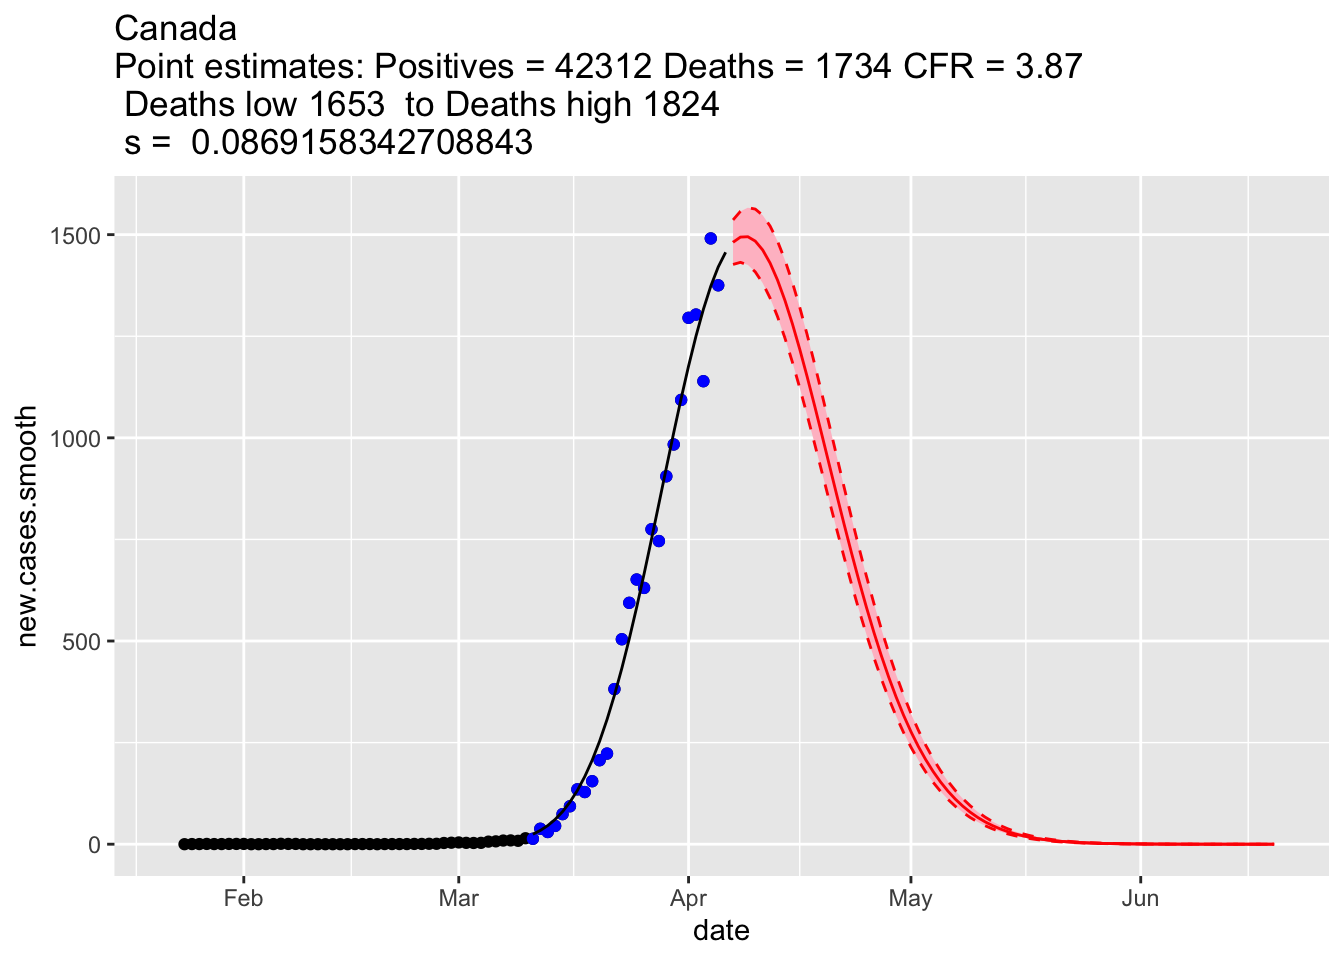 Canada
Point estimates: Positives = 42312 Deaths = 1734 CFR = 3.87
Deaths low 1653  to Deaths high 1824
s =  0.0869158342708843
1500
1000
500
0
new.cases.smooth
Feb Mar Apr May Jun
date